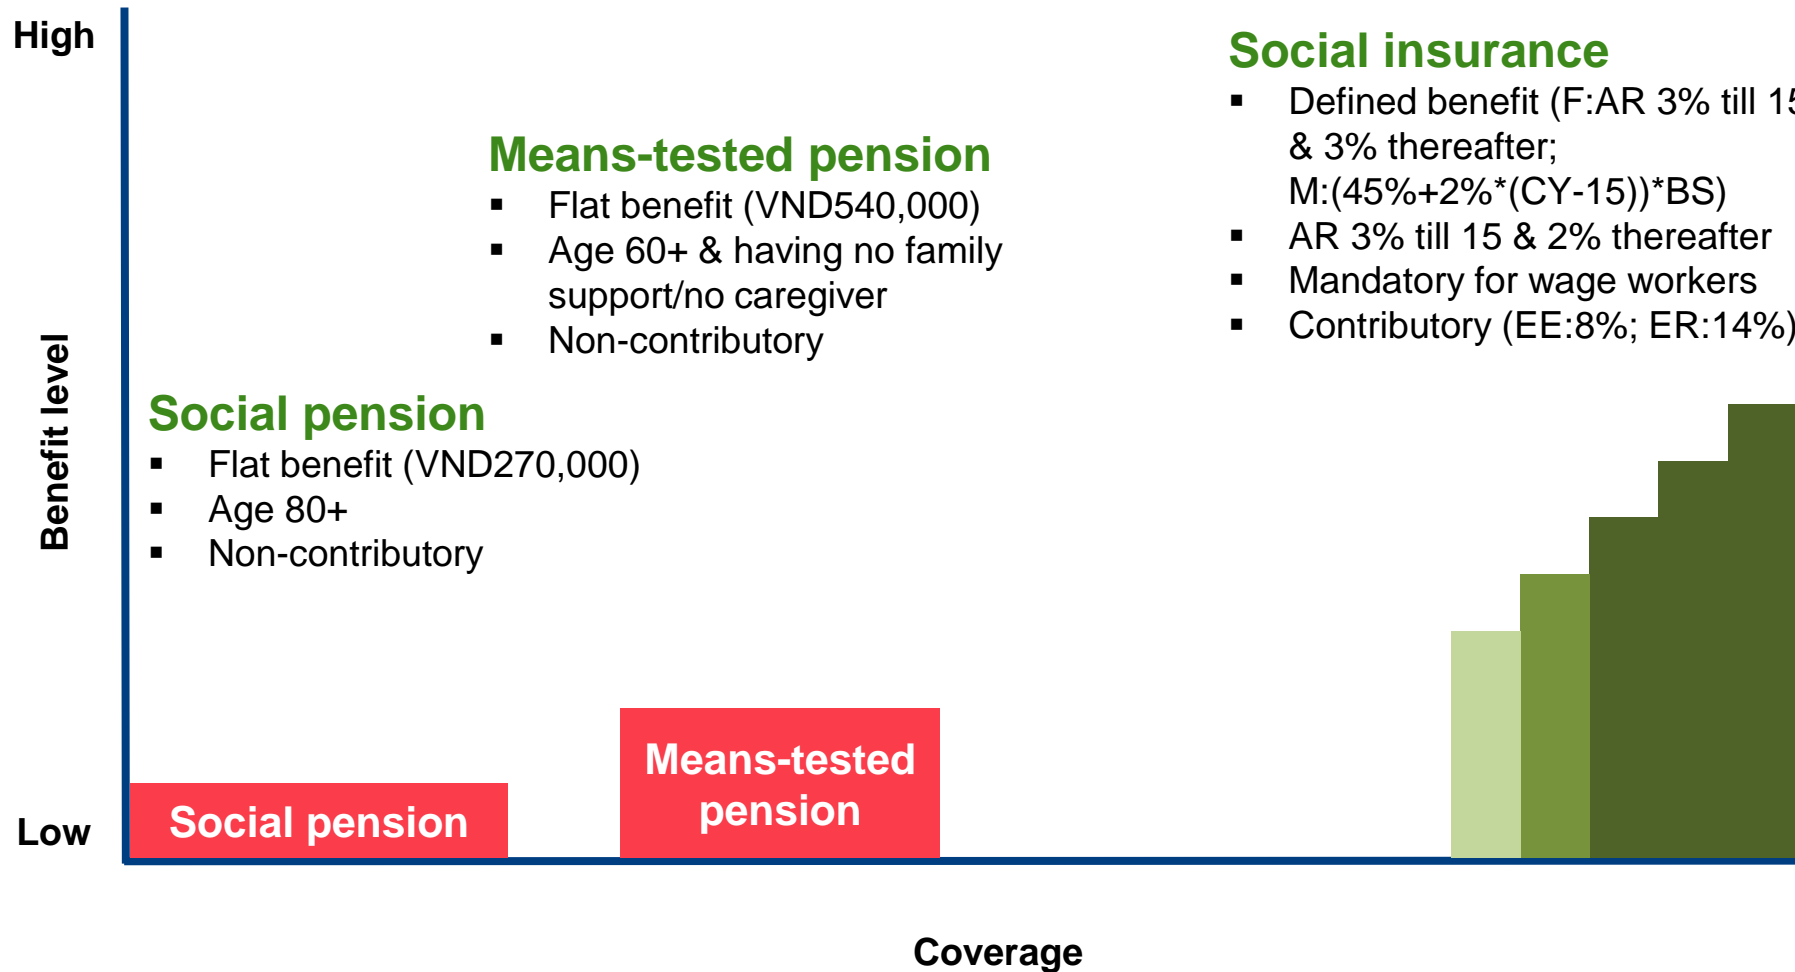 High
Social insurance
▪ Defined benefit (F:AR 3% till 15
& 3% thereafter;
M:(45%+2%*(CY-15))*BS)
▪ AR 3% till 15 & 2% thereafter
▪ Mandatory for wage workers
▪ Contributory (EE:8%; ER:14%)
Means-tested pension
▪ Flat benefit (VND540,000)
▪ Age 60+ & having no family
support/no caregiver
▪ Non-contributory
Social pension
▪ Flat benefit (VND270,000)
▪ Age 80+
▪ Non-contributory
Benefit level
Means-tested
pension
Social pension
Low
Coverage